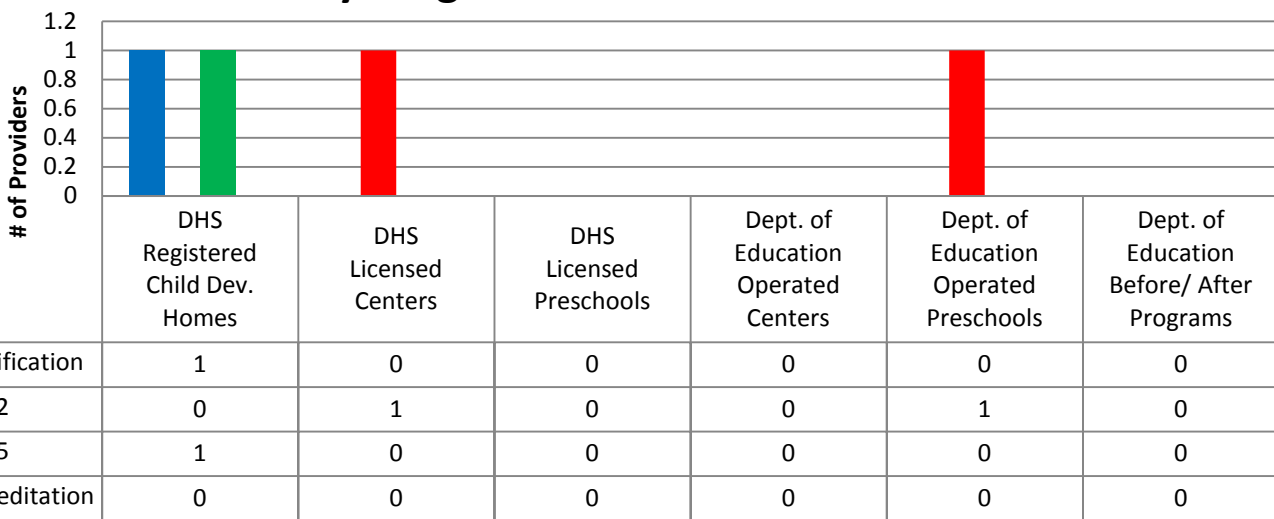 1.2
1
0.8
0.6
0.4
0.2
0
# of Providers
DHS
Registered
Child Dev.
Homes
DHS
Licensed
Centers
DHS
Licensed
Preschools
Dept. of
Education
Operated
Centers
Dept. of
Education
Operated
Preschools
Dept. of
Education
Before/ After
Programs
ification 1 0 0 0 0 0
2 0 1 0 0 1 0
5 1 0 0 0 0 0
editation 0 0 0 0 0 0